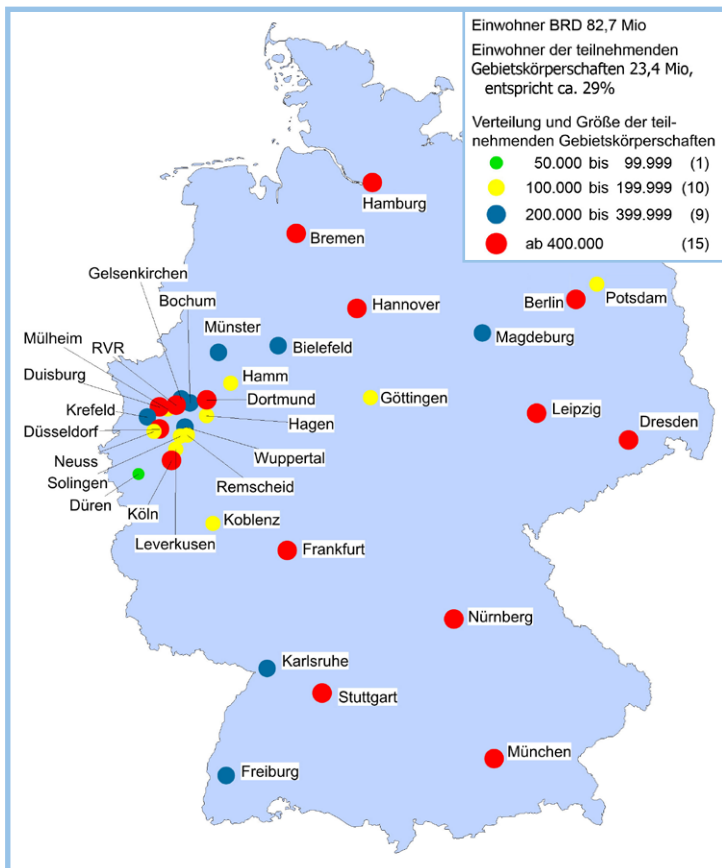 Einwohner BRD 82,7 Mio
Einwohner der teilnehmenden
Gebietskörperschaften 23,4 Mio,
entspricht ca. 29%
Verteilung und Größe der teil-
nehmenden Gebietskörperschaften
50.000 bis 99.999 (1)
100.000 bis 199.999 (10)
200.000 bis 399.999 (9)
ab 400.000 (15)
Hamburg
Bremen
Gelsenkirchen
Bochum
Hannover
Berlin
Potsdam
Münster
Mülheim
RVR
Bielefeld
Magdeburg
Duisburg
Hamm
Krefeld
Dortmund
Göttingen
Leipzig
Düsseldorf
Hagen
Dresden
Neuss
Wuppertal
Solingen
Remscheid
Düren
Köln
Koblenz
Leverkusen
Frankfurt
Nürnberg
Karlsruhe
Stuttgart
München
Freiburg